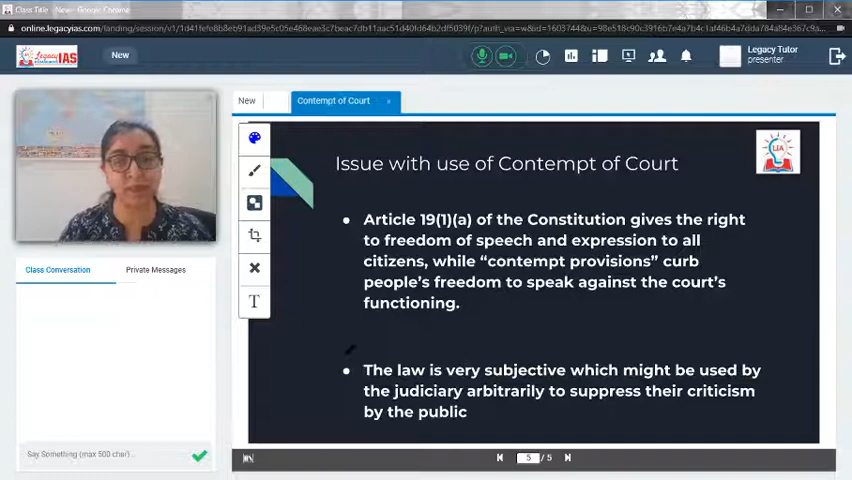 Class Title - New - Google Chrome
New
Legacy IAS
Legacy Tutor
presenter
New
Contempt of Court
LIA
Issue with use of Contempt of Court
Article 19(1)(a) of the Constitution gives the right
to freedom of speech and expression to all
citizens, while “contempt provisions” curb
people’s freedom to speak against the court’s
functioning.
The law is very subjective which might be used by
the judiciary arbitrarily to suppress their criticism
by the public
T
Class Conversation
Private Messages
Say Something (max 500 char)
5 / 5